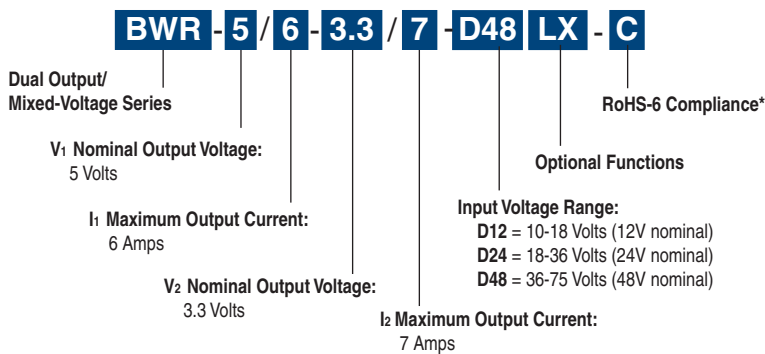 BWR - 5 / 6 - 3.3 / 7 - D48 LX - C
Dual Output/
Mixed-Voltage Series
RoHS-6 Compliance*
V1 Nominal Output Voltage:
5 Volts
Optional Functions
I1 Maximum Output Current:
6 Amps
Input Voltage Range:
D12 = 10-18 Volts (12V nominal)
D24 = 18-36 Volts (24V nominal)
D48 = 36-75 Volts (48V nominal)
V2 Nominal Output Voltage:
3.3 Volts
I2 Maximum Output Current:
7 Amps